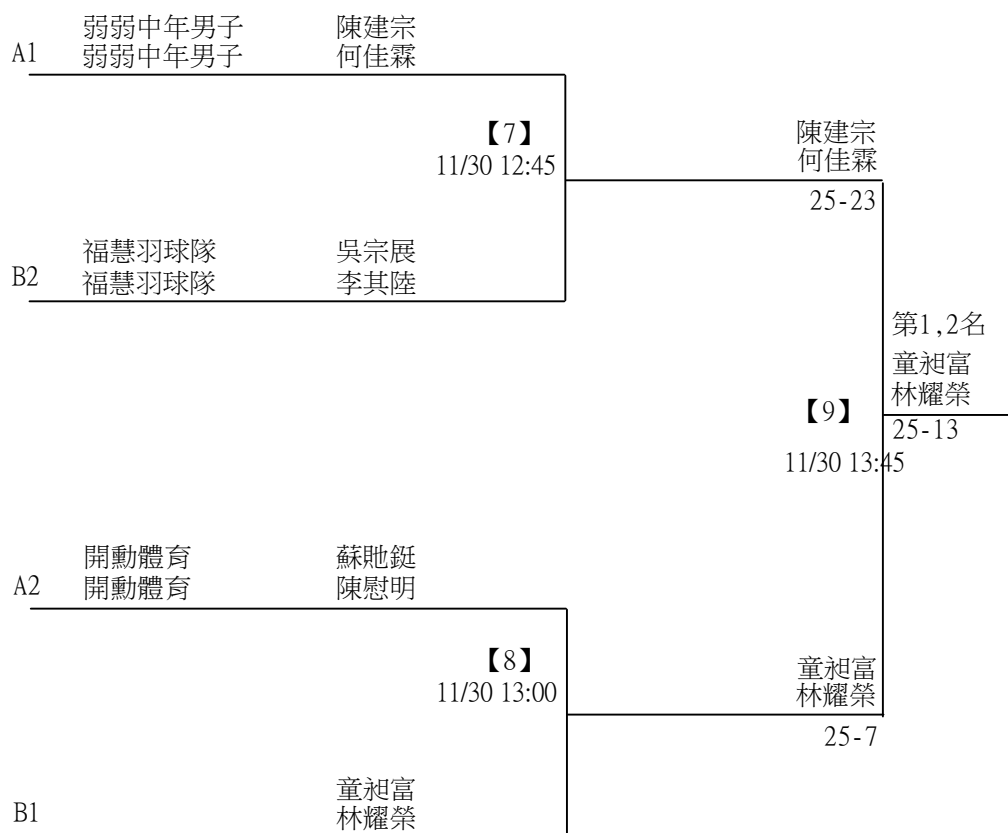 弱弱中年男子 陳建宗
A1 弱弱中年男子 何佳霖
【7】
11/30 12:45
陳建宗
何佳霖
25-23
福慧羽球隊 吳宗展
B2 福慧羽球隊 李其陸
第1,2名
童昶富
林耀榮
【9】
25-13
11/30 13:45
開勳體育 蘇貤鋌
A2 開勳體育 陳慰明
【8】
11/30 13:00
童昶富
林耀榮
25-7
童昶富
B1 林耀榮